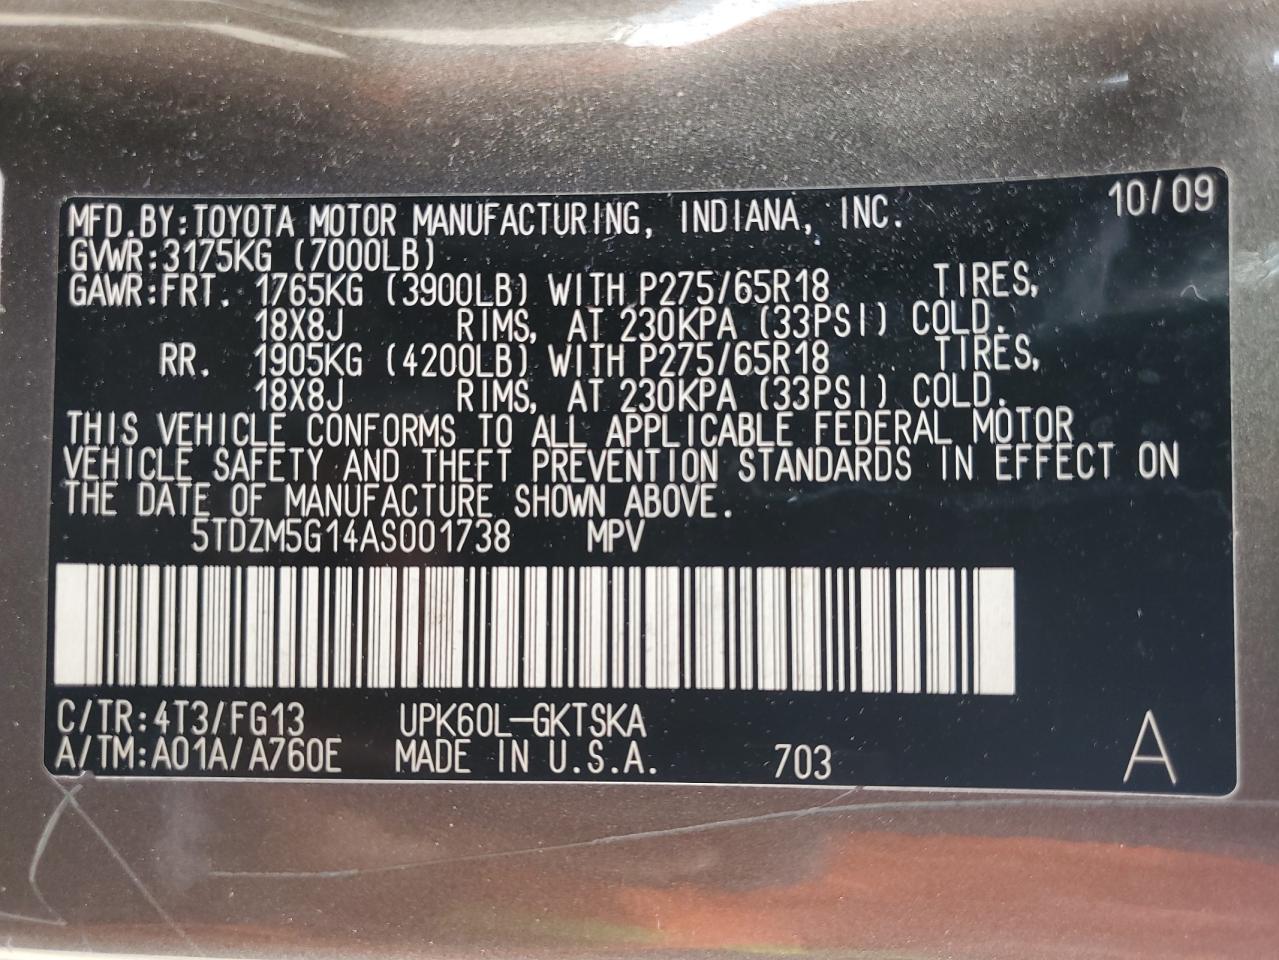 MFD.BY:TOYOTA MOTOR MANUFACTURING, INDIANA, INC. 10/09
GVWR:3175KG (7000LB)
GAWR:FRT. 1765KG (3900LB) WITH P275/65R18 TIRES,
18X8J RIMS, AT 230KPA (33PSI) COLD.
RR. 1905KG (4200LB) WITH P275/65R18 TIRES,
18X8J RIMS, AT 230KPA (33PSI) COLD.
THIS VEHICLE CONFORMS TO ALL APPLICABLE FEDERAL MOTOR
VEHICLE SAFETY AND THEFT PREVENTION STANDARDS IN EFFECT ON
THE DATE OF MANUFACTURE SHOWN ABOVE.
5TDZM5G14AS001738 MPV
C/TR:4T3/FG13 UPK60L-GKTSKA
A/TM:A01A/A760E MADE IN U.S.A. 703 A